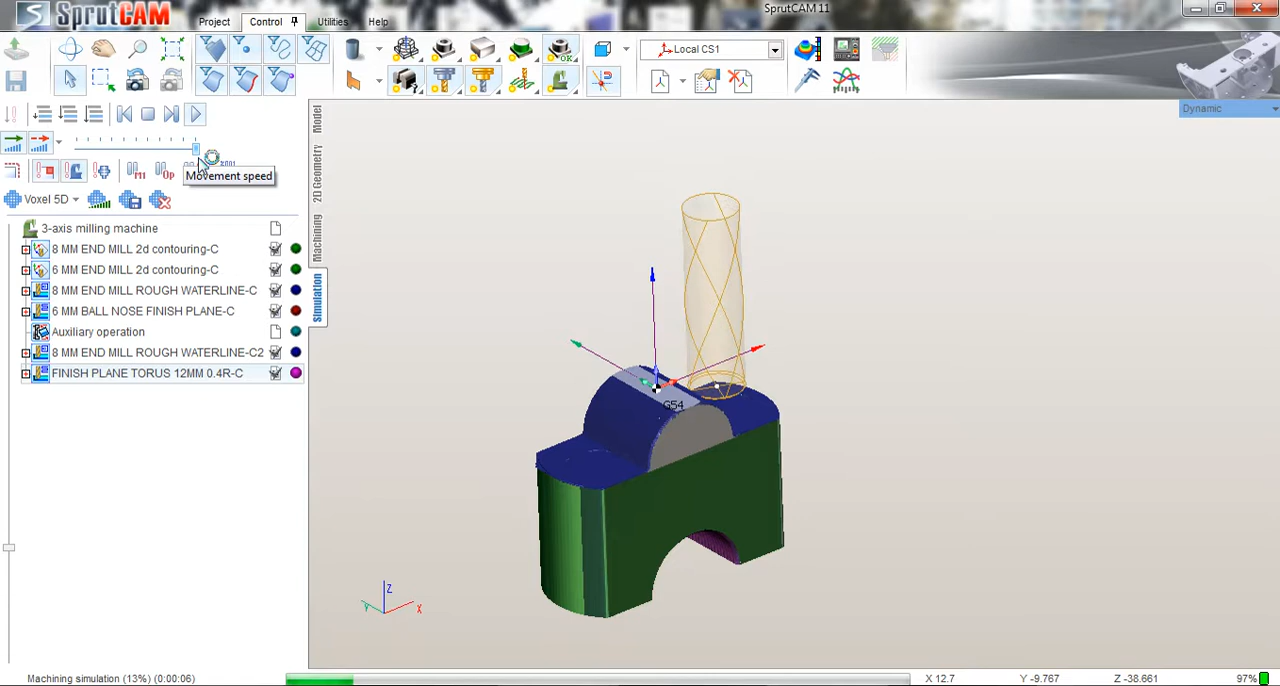 SprutCAM
Project
Control
Utilities
Help
SprutCAM 11
OK
Local CS1
Dynamic
Model
2D Geometry
Machining
Simulation
M1
Op
Movement speed
Voxel 5D
3-axis milling machine
8 MM END MILL 2d contouring-C
6 MM END MILL 2d contouring-C
8 MM END MILL ROUGH WATERLINE-C
6 MM BALL NOSE FINISH PLANE-C
Auxiliary operation
8 MM END MILL ROUGH WATERLINE-C2
FINISH PLANE TORUS 12MM 0.4R-C
G54
Z
Y
X
Machining simulation (13%) (0:00:06)
X 12.7
Y -9.767
Z -38.661
97%